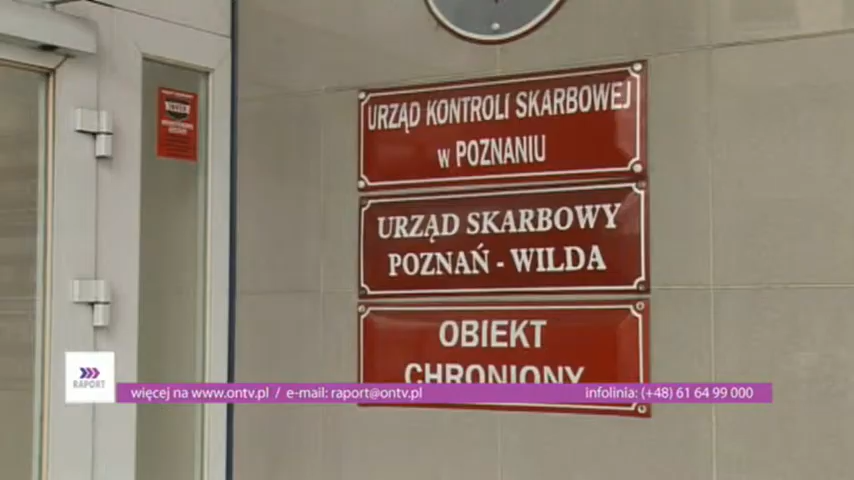 URZĄD KONTROLI SKARBOWEJ
w POZNANIU
URZĄD SKARBOWY
POZNAŃ - WILDA
OBIEKT
CHRONIONY
RAPORT
więcej na www.ontv.pl / e-mail: raport@ontv.pl
infolinia: (+48) 61 64 99 000